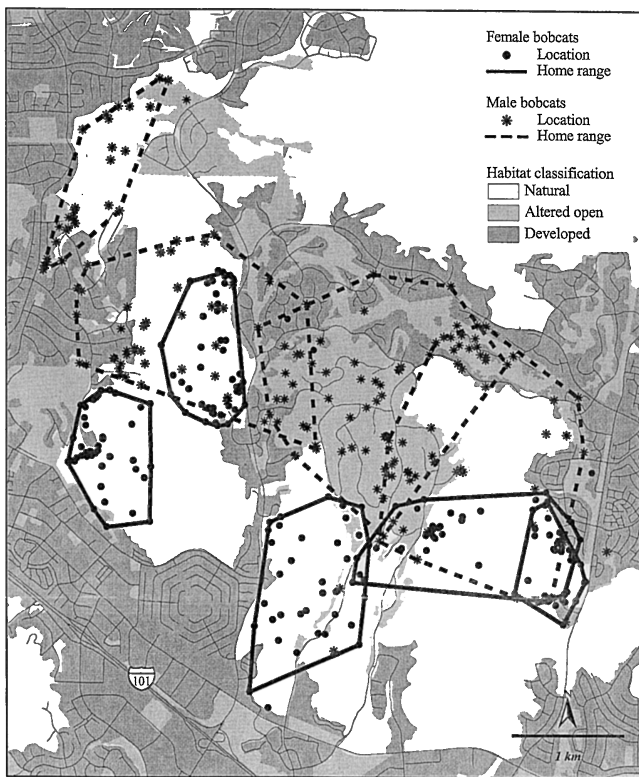 Female bobcats
Location
Home range
Male bobcats
Location
Home range
Habitat classification
Natural
Altered open
Developed
101
1 km